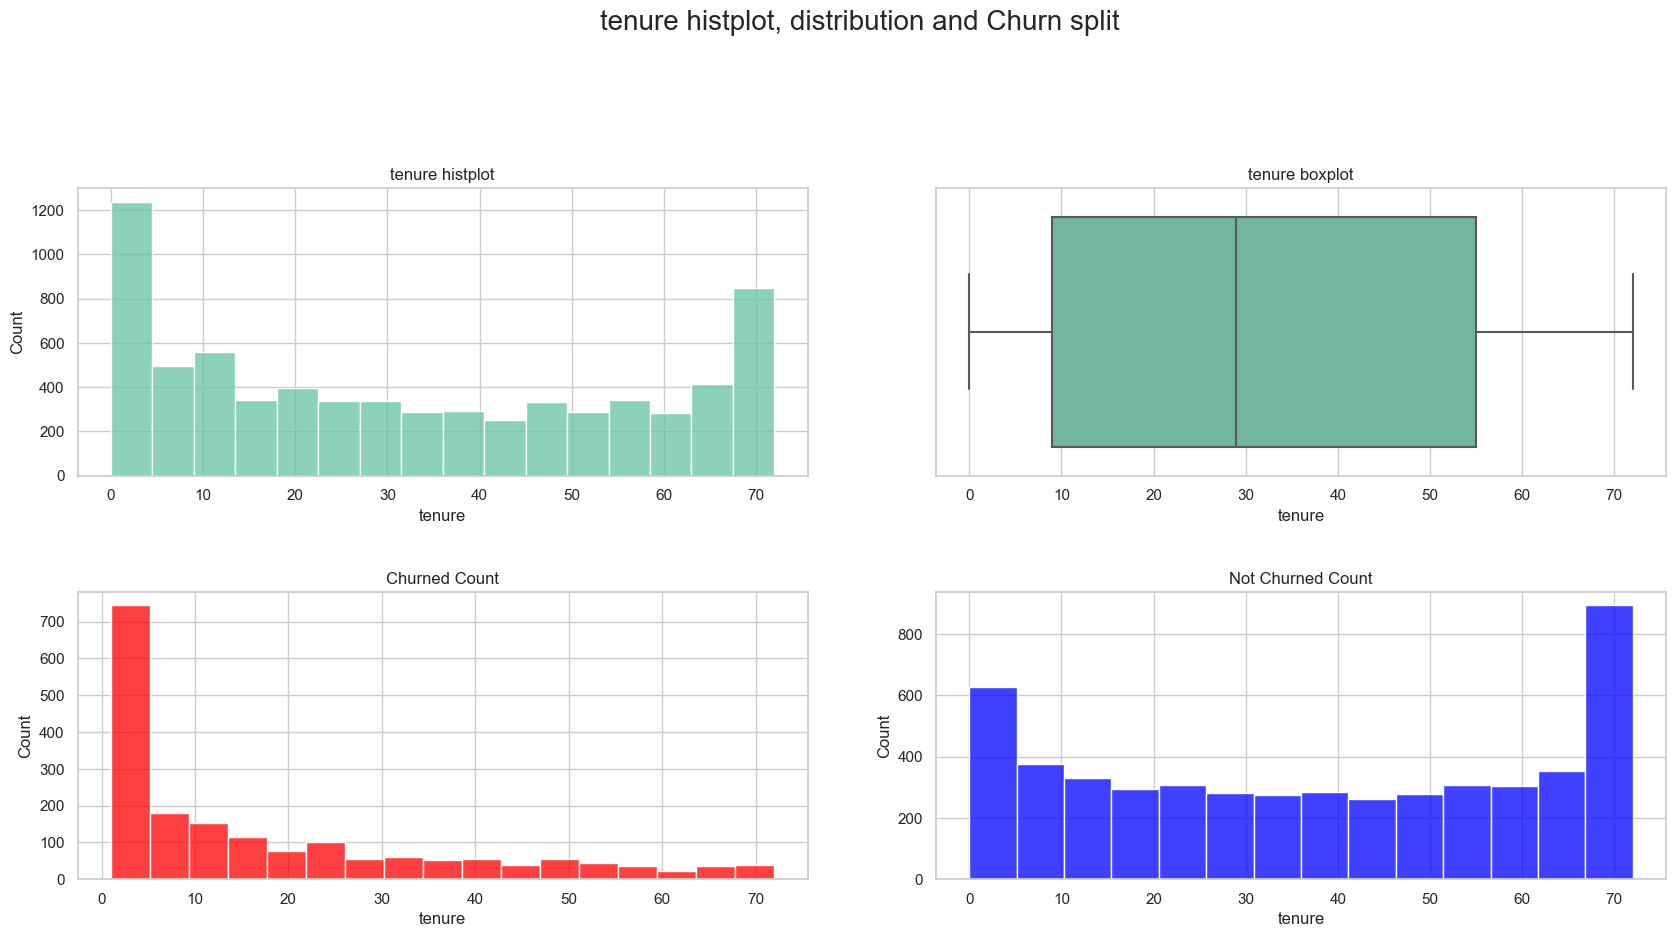 tenure histplot, distribution and Churn split
tenure histplot
Count
1200
1000
800
600
400
200
0
0 10 20 30 40 50 60 70
tenure
tenure boxplot
0 10 20 30 40 50 60 70
tenure
Churned Count
Count
700
600
500
400
300
200
100
0
0 10 20 30 40 50 60 70
tenure
Not Churned Count
Count
800
600
400
200
0
0 10 20 30 40 50 60 70
tenure